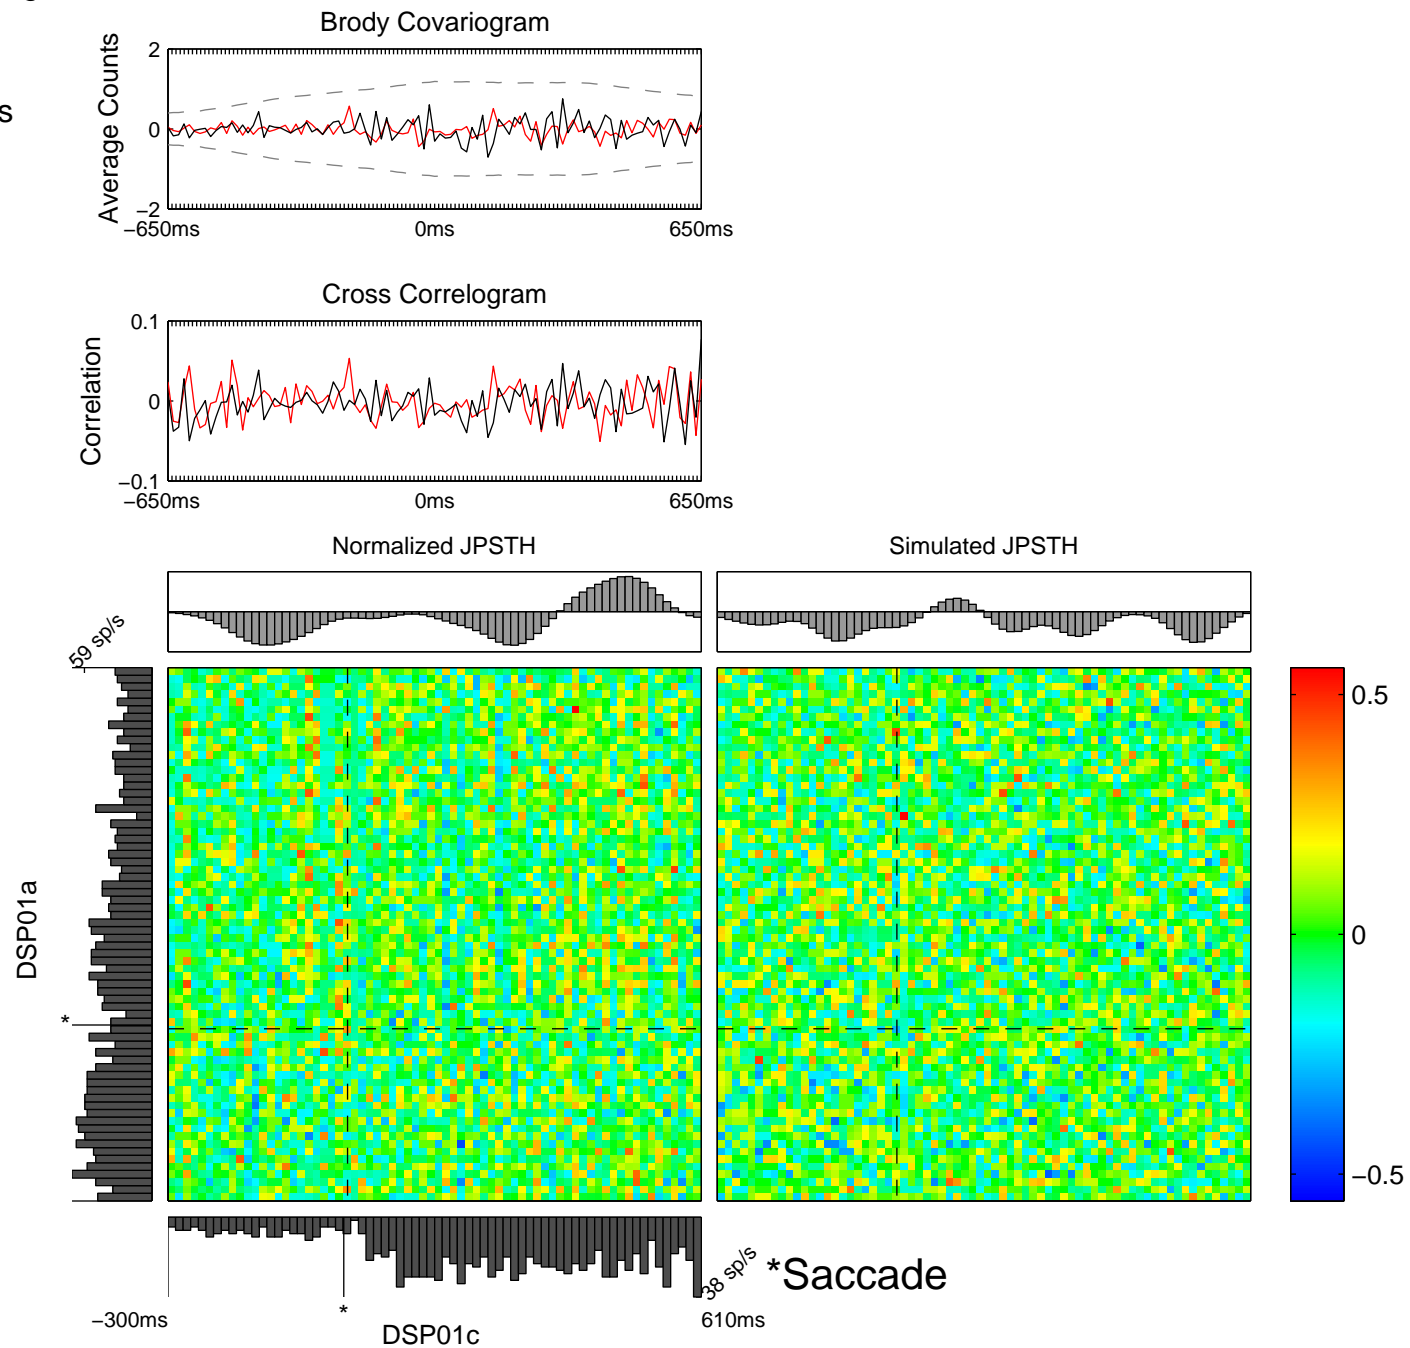 Brody Covariogram
Average Counts
2
0
−2
−650ms
0ms
650ms
s
Cross Correlogram
Correlation
0.1
0
−0.1
−650ms
0ms
650ms
Normalized JPSTH
Simulated JPSTH
59 sp/s
DSP01a
*
0.5
0
−0.5
38 sp/s
*Saccade
*
−300ms
610ms
DSP01c